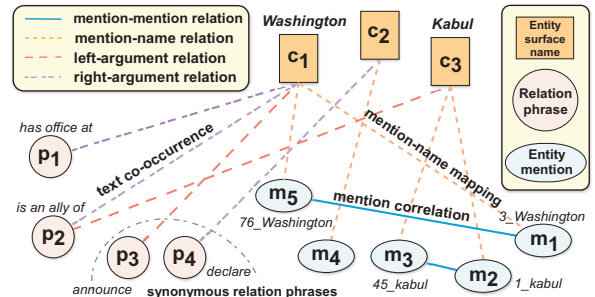 mention-mention relation
mention-name relation
left-argument relation
right-argument relation
Washington
Kabul
c1
c2
c3
Entity
surface
name
Relation
phrase
Entity
mention
has office at
p1
text co-occurrence
mention-name mapping
is an ally of
p2
m5
mention correlation
76_Washington
3_Washington
m1
p3
p4
m4
m3
m2
announce
declare
45_kabul
1_kabul
synonymous relation phrases